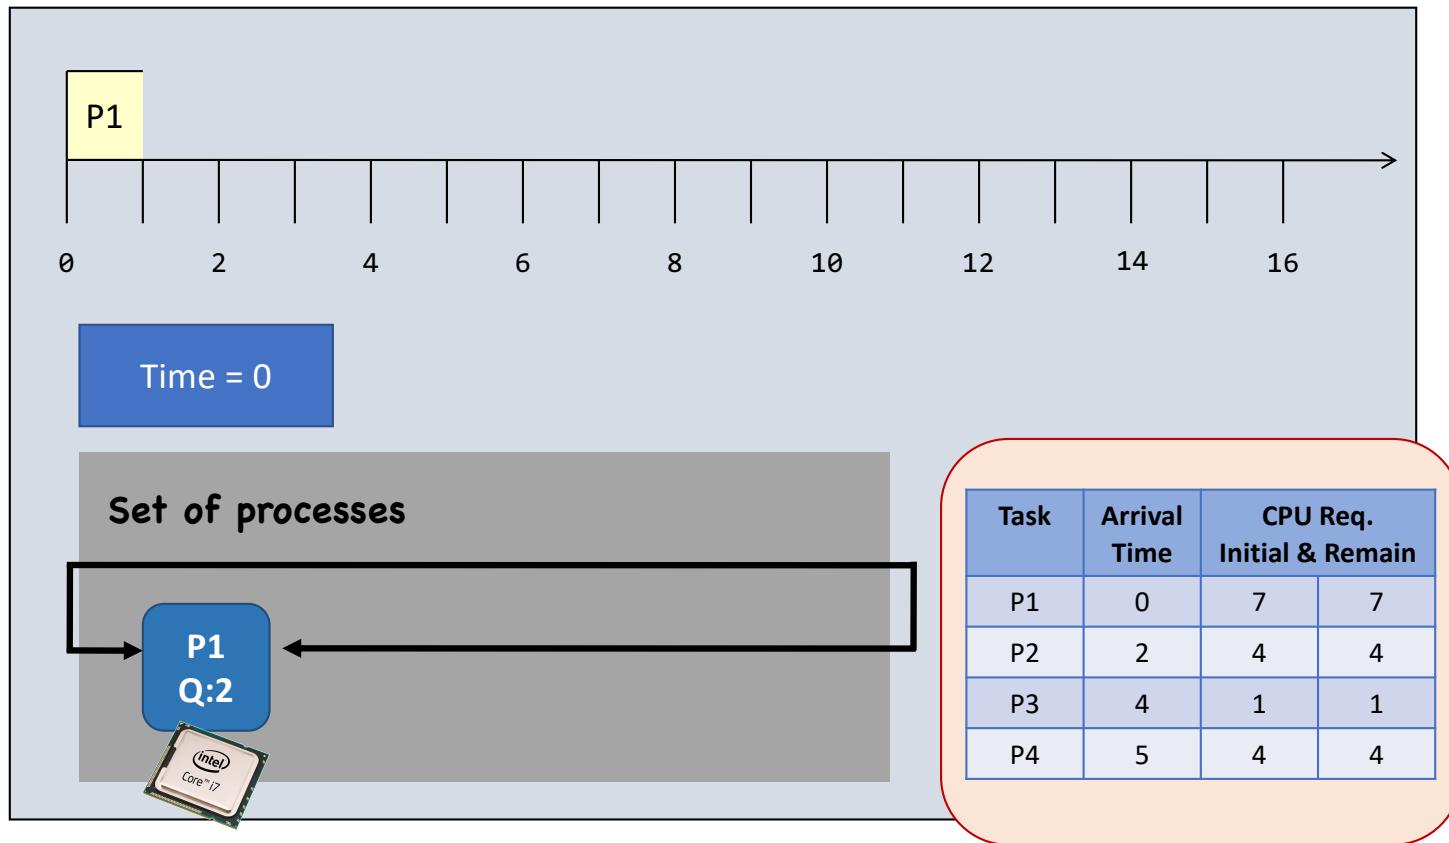 P1
0 2 4 6 8 10 12 14 16
Time = 0
Set of processes
P1
Q:2
intel
Core™ i7
Task Arrival Time CPU Req. Initial & Remain
P1 0 7 7
P2 2 4 4
P3 4 1 1
P4 5 4 4